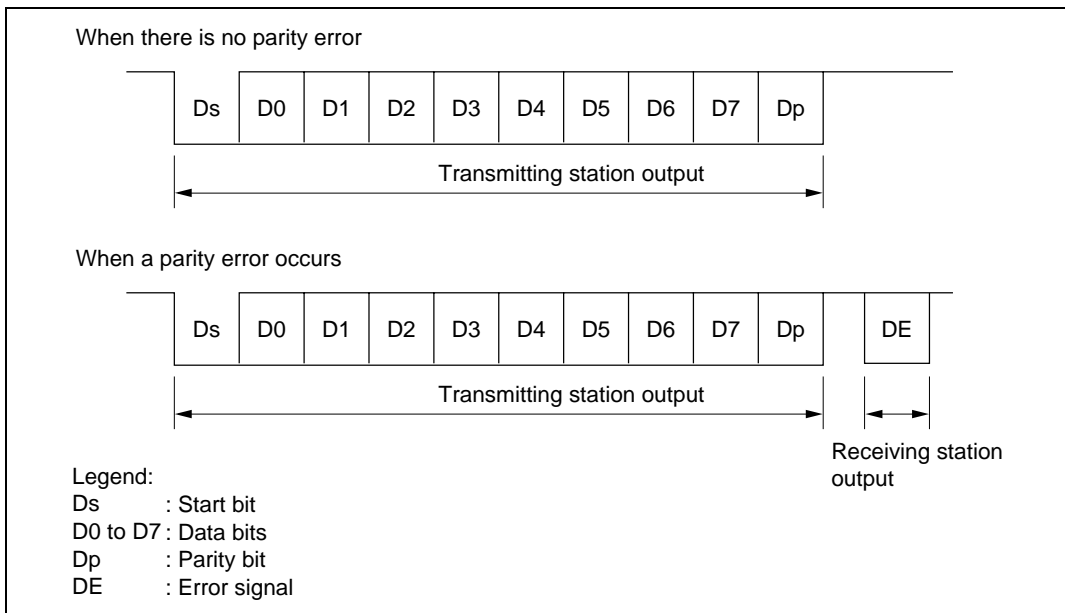 When there is no parity error
Ds D0 D1 D2 D3 D4 D5 D6 D7 Dp
Transmitting station output
When a parity error occurs
Ds D0 D1 D2 D3 D4 D5 D6 D7 Dp DE
Transmitting station output
Receiving station
output
Legend:
Ds : Start bit
D0 to D7 : Data bits
Dp : Parity bit
DE : Error signal